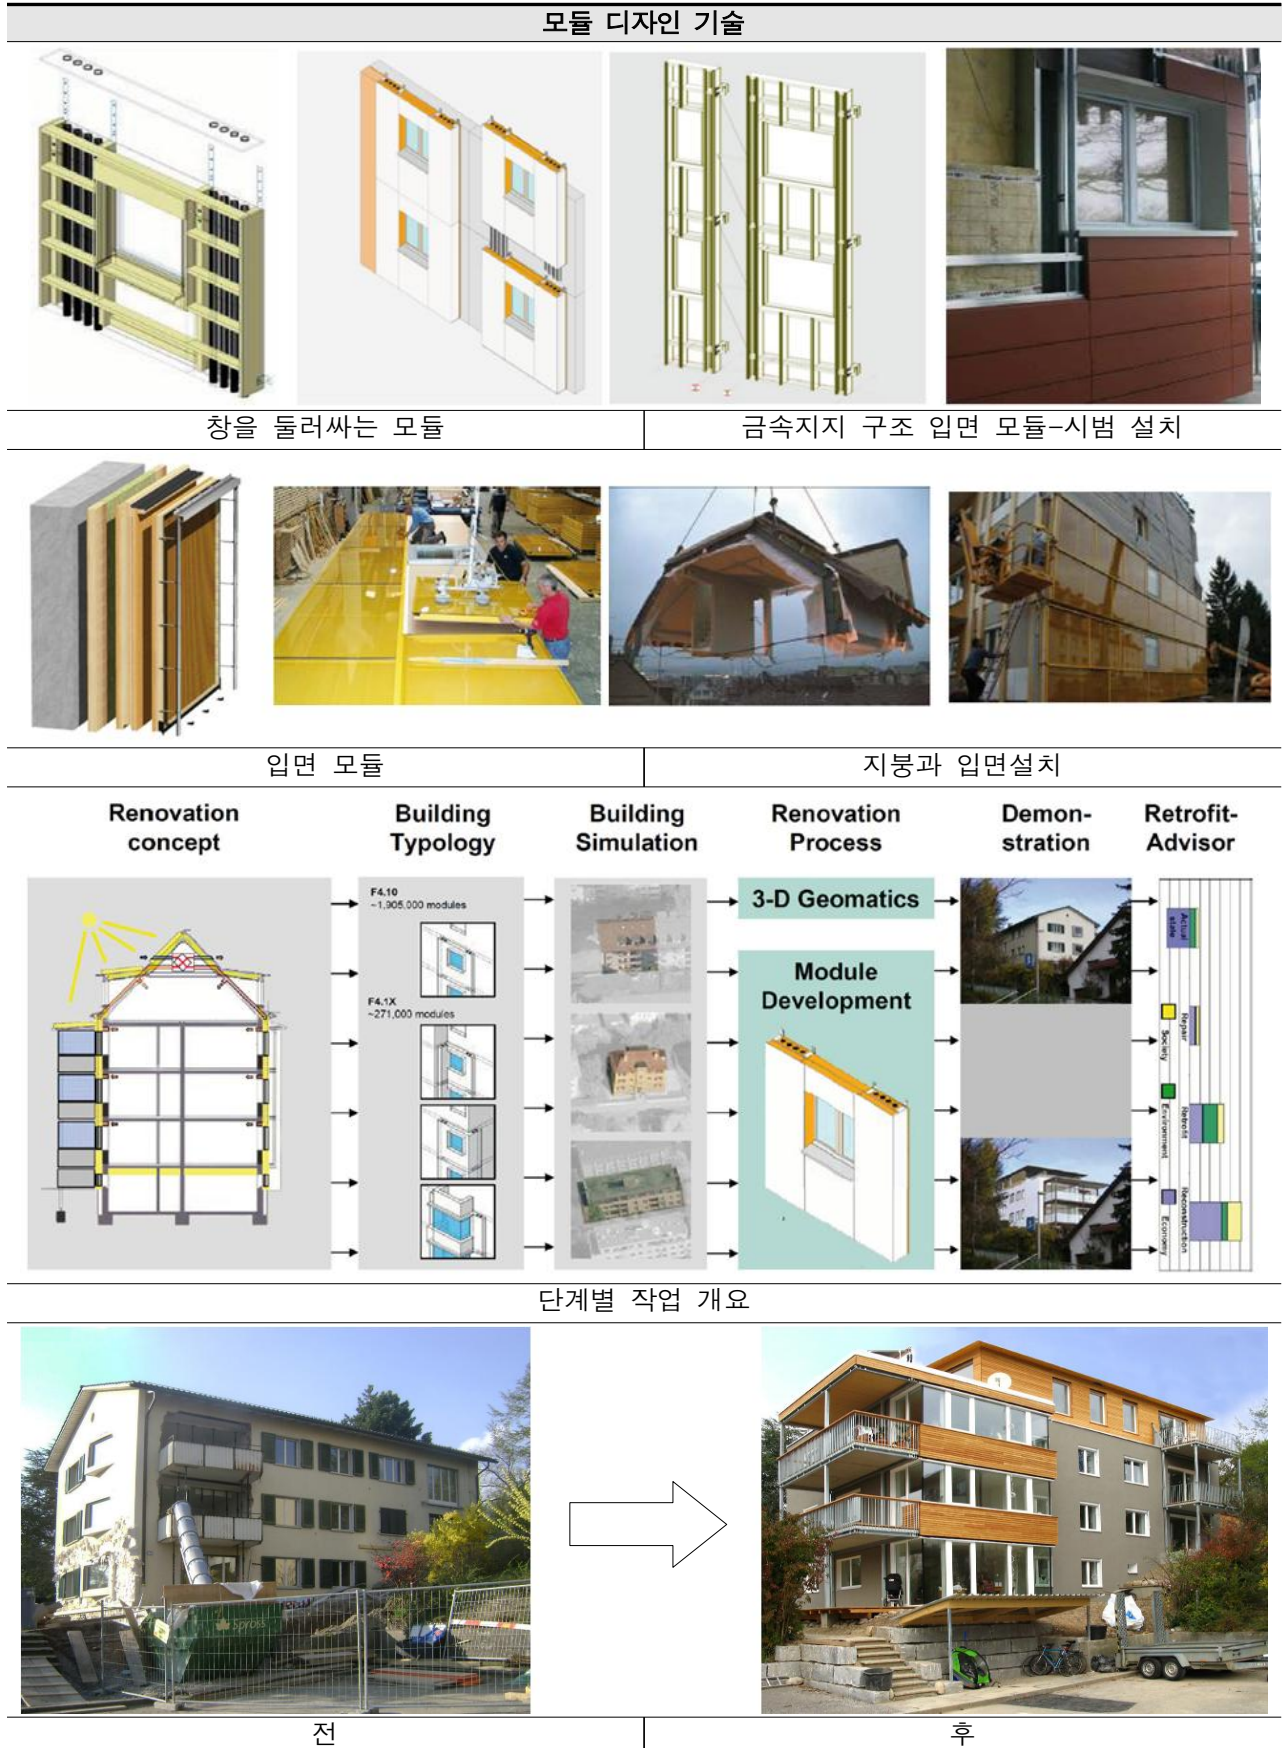 모듈 디자인 기술
창을 둘러싸는 모듈
금속지지 구조 입면 모듈-시범 설치
입면 모듈
지붕과 입면설치
Renovation
concept
Building
Typology
Building
Simulation
Renovation
Process
Demon-
stration
Retrofit-
Advisor
F4.10
~1,905,000 modules
F4.1X
~271,000 modules
3-D Geomatics
Module
Development
Actual
state
Repair
Retrofit
Reconstruction
Society
Environment
Economy
단계별 작업 개요
Spross
전
후